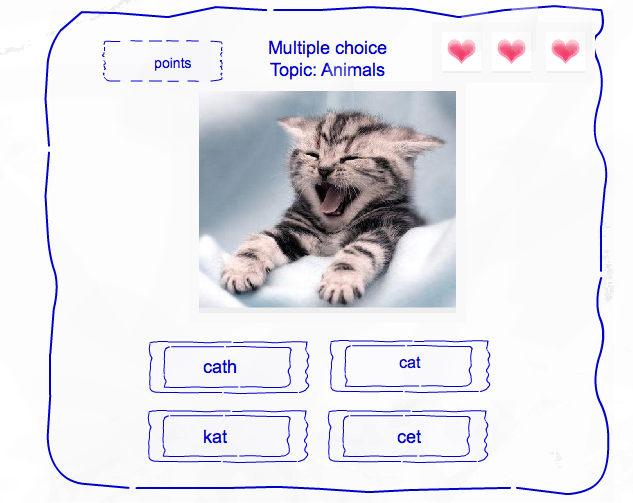 points
Multiple choice
Topic: Animals
cath
cat
kat
cet